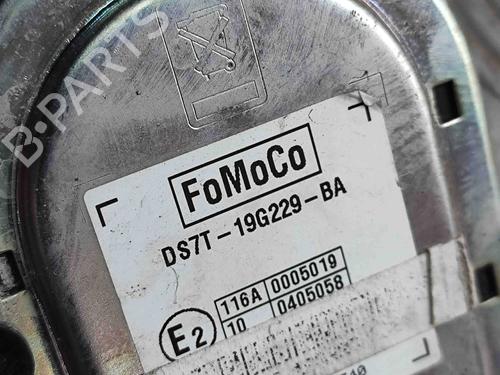 B-PARTS
FoMoCo
DS7T-19G229-BA
E2
116A 0005019
10 0405058